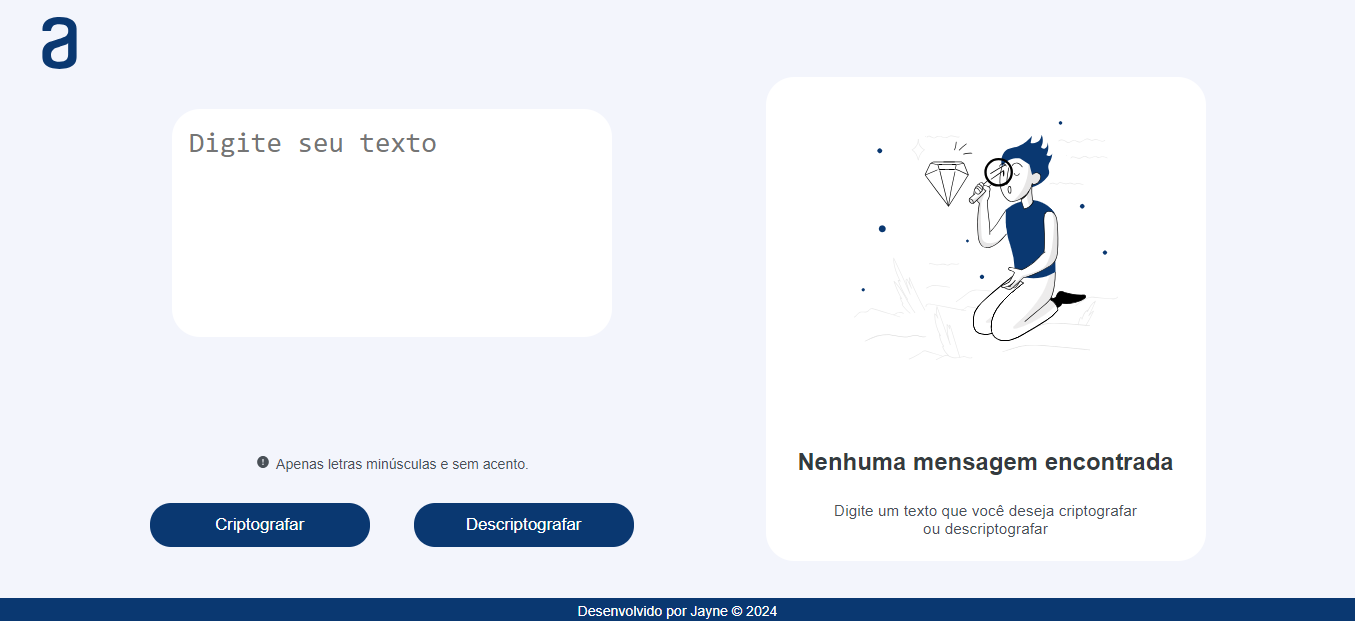 a
Digite seu texto
Apenas letras minúsculas e sem acento.
Criptografar
Descriptografar
Nenhuma mensagem encontrada
Digite um texto que você deseja criptografar
ou descriptografar
Desenvolvido por Jayne © 2024